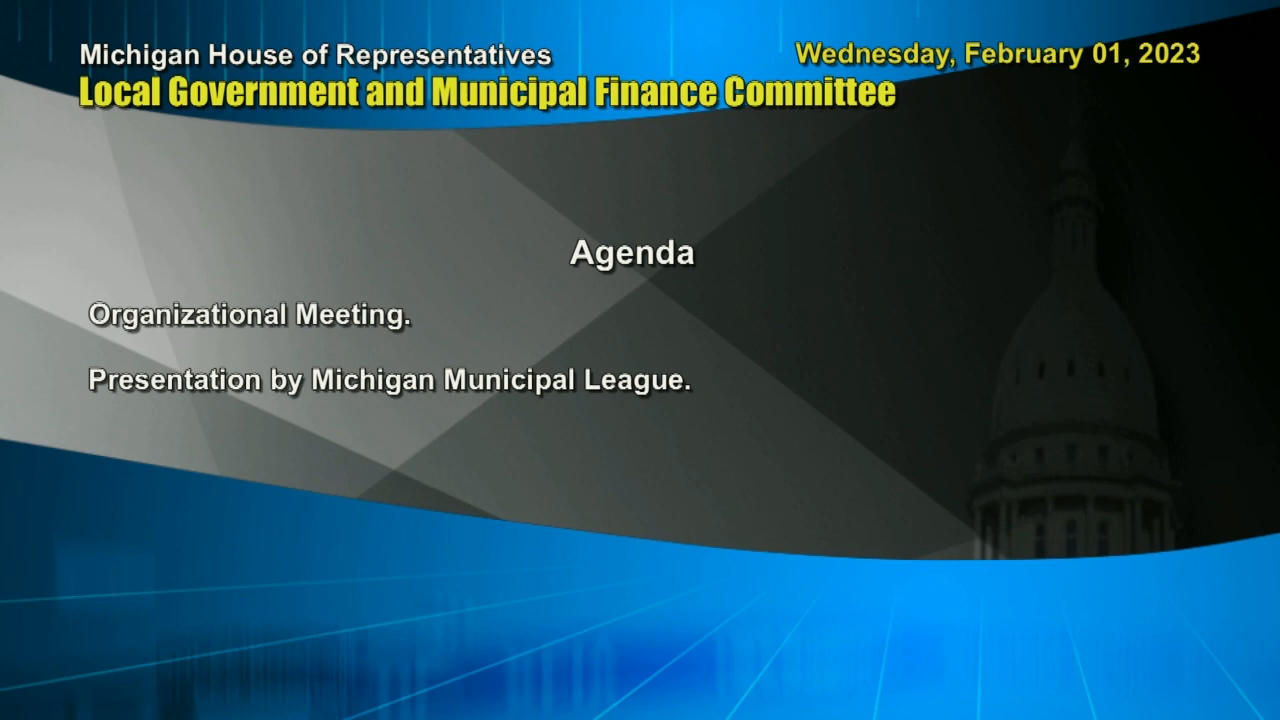 Michigan House of Representatives
Wednesday, February 01, 2023
Local Government and Municipal Finance Committee
Agenda
Organizational Meeting.
Presentation by Michigan Municipal League.